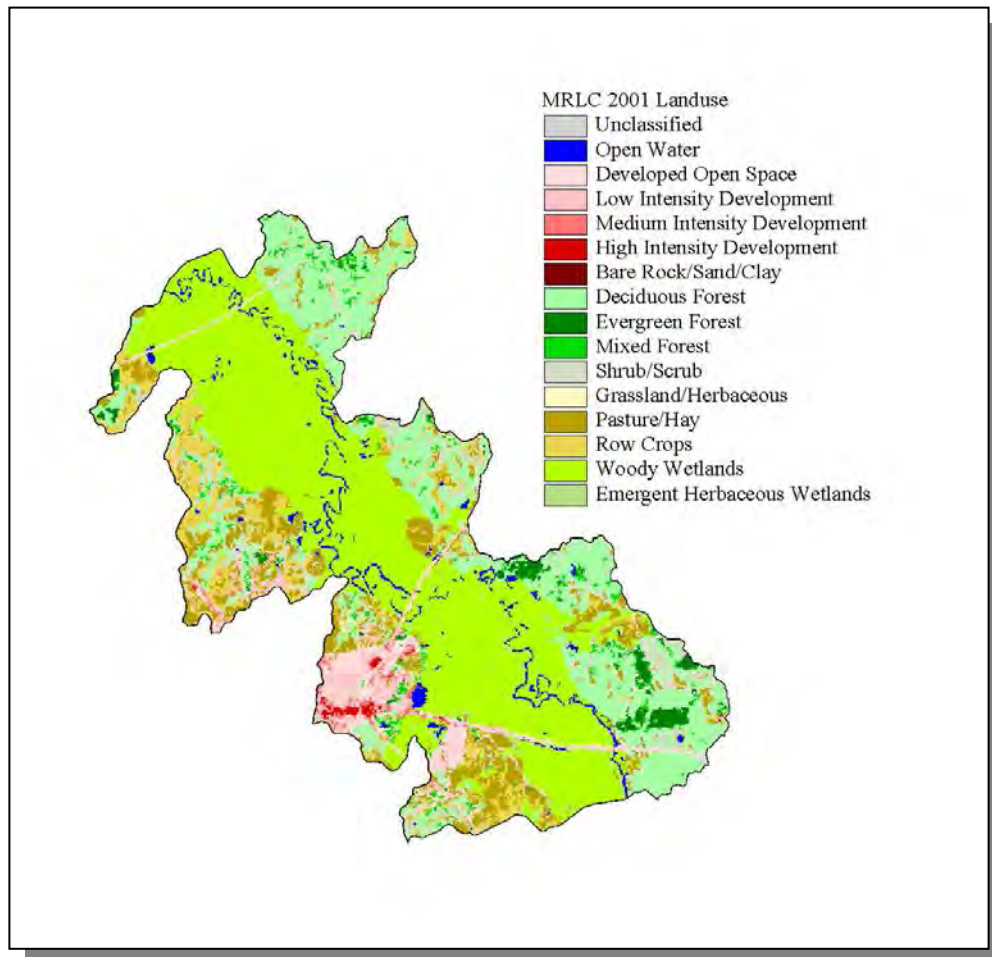 MRLC 2001 Landuse
Unclassified
Open Water
Developed Open Space
Low Intensity Development
Medium Intensity Development
High Intensity Development
Bare Rock/Sand/Clay
Deciduous Forest
Evergreen Forest
Mixed Forest
Shrub/Scrub
Grassland/Herbaceous
Pasture/Hay
Row Crops
Woody Wetlands
Emergent Herbaceous Wetlands